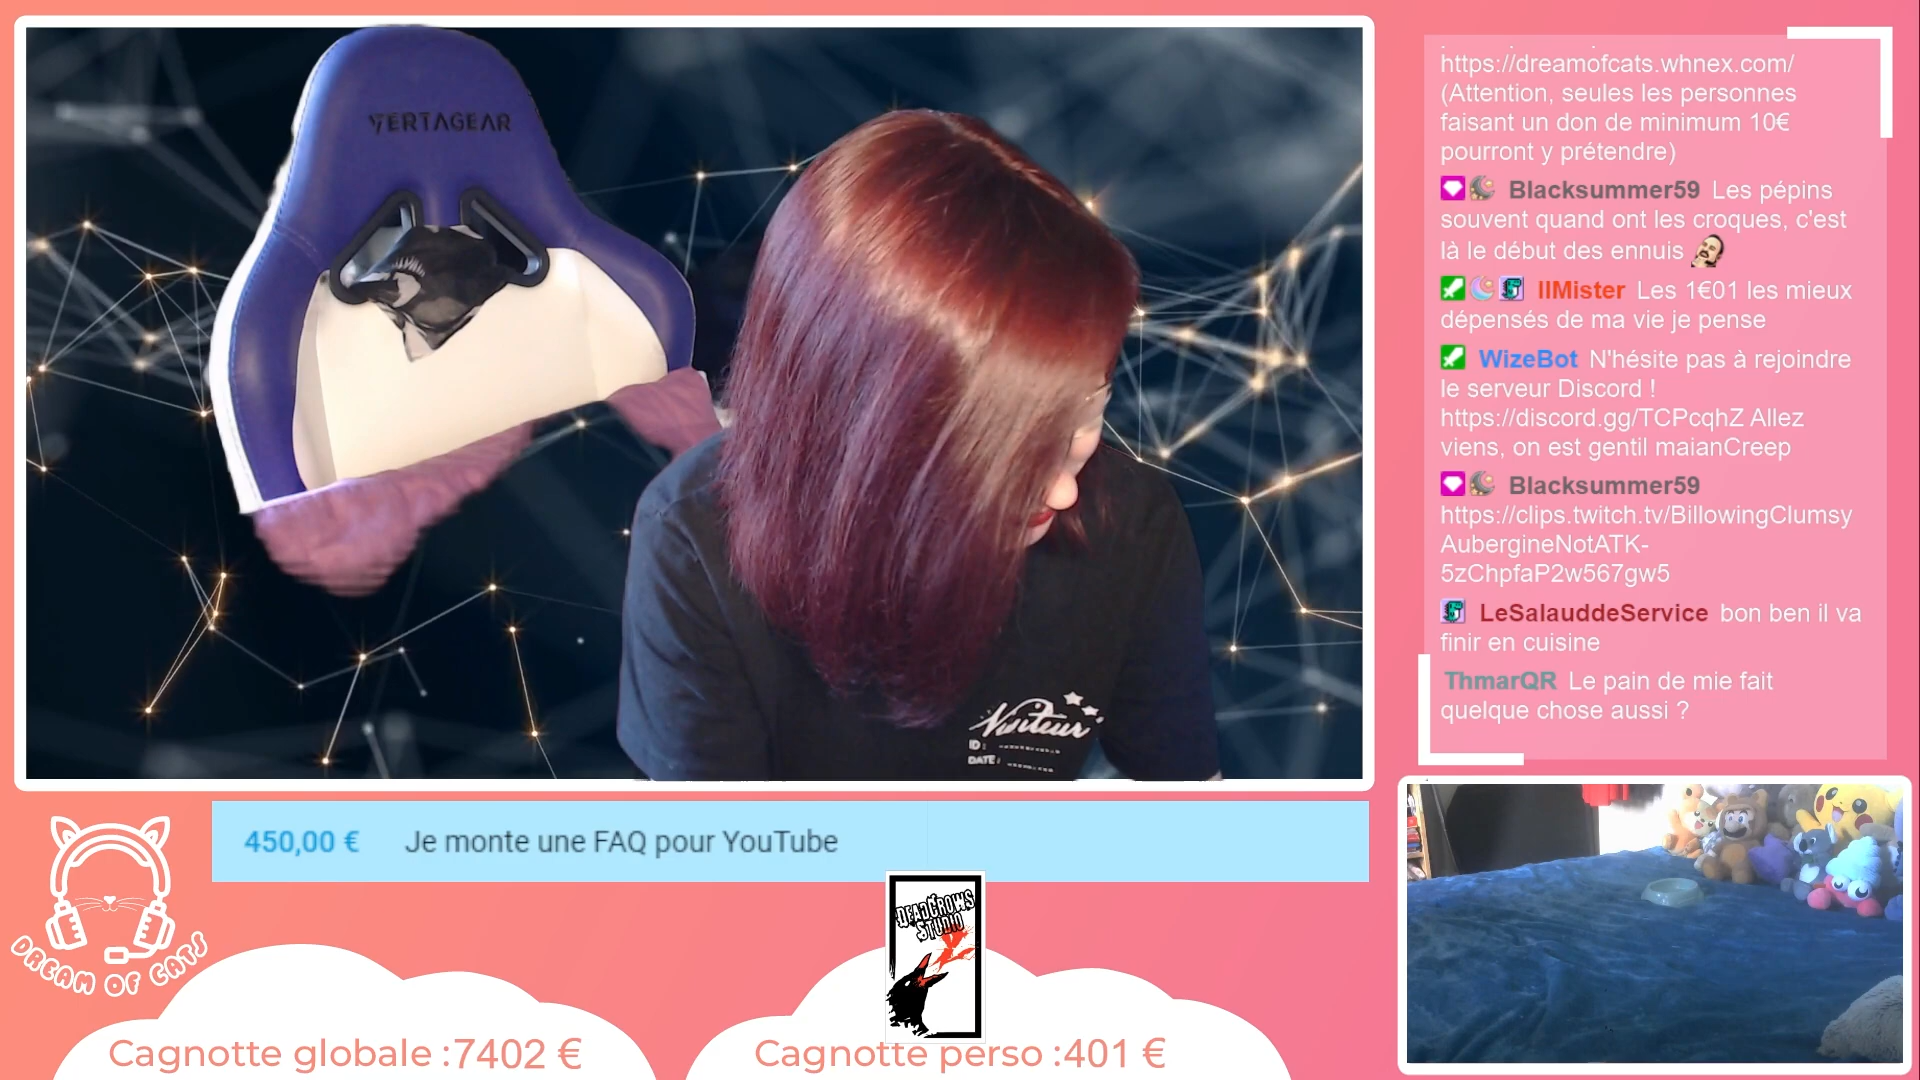 VERTAGEAR
Visiteur
ID :
DATE :
https://dreamofcats.whnex.com/
(Attention, seules les personnes
faisant un don de minimum 10€
pourront y prétendre)
Blacksummer59 Les pépins
souvent quand ont les croques, c'est
là le début des ennuis
IlMister Les 1€01 les mieux
dépensés de ma vie je pense
WizeBot N'hésite pas à rejoindre
le serveur Discord !
https://discord.gg/TCPcqhZ Allez
viens, on est gentil maianCreep
Blacksummer59
https://clips.twitch.tv/BillowingClumsy
AubergineNotATK-
5zChpfaP2w567gw5
LeSalauddeService bon ben il va
finir en cuisine
ThmarQR Le pain de mie fait
quelque chose aussi ?
450,00 € Je monte une FAQ pour YouTube
DREAM OF CATS
DEADCROWS
STUDIO
Cagnotte globale :7402 €
Cagnotte perso :401 €